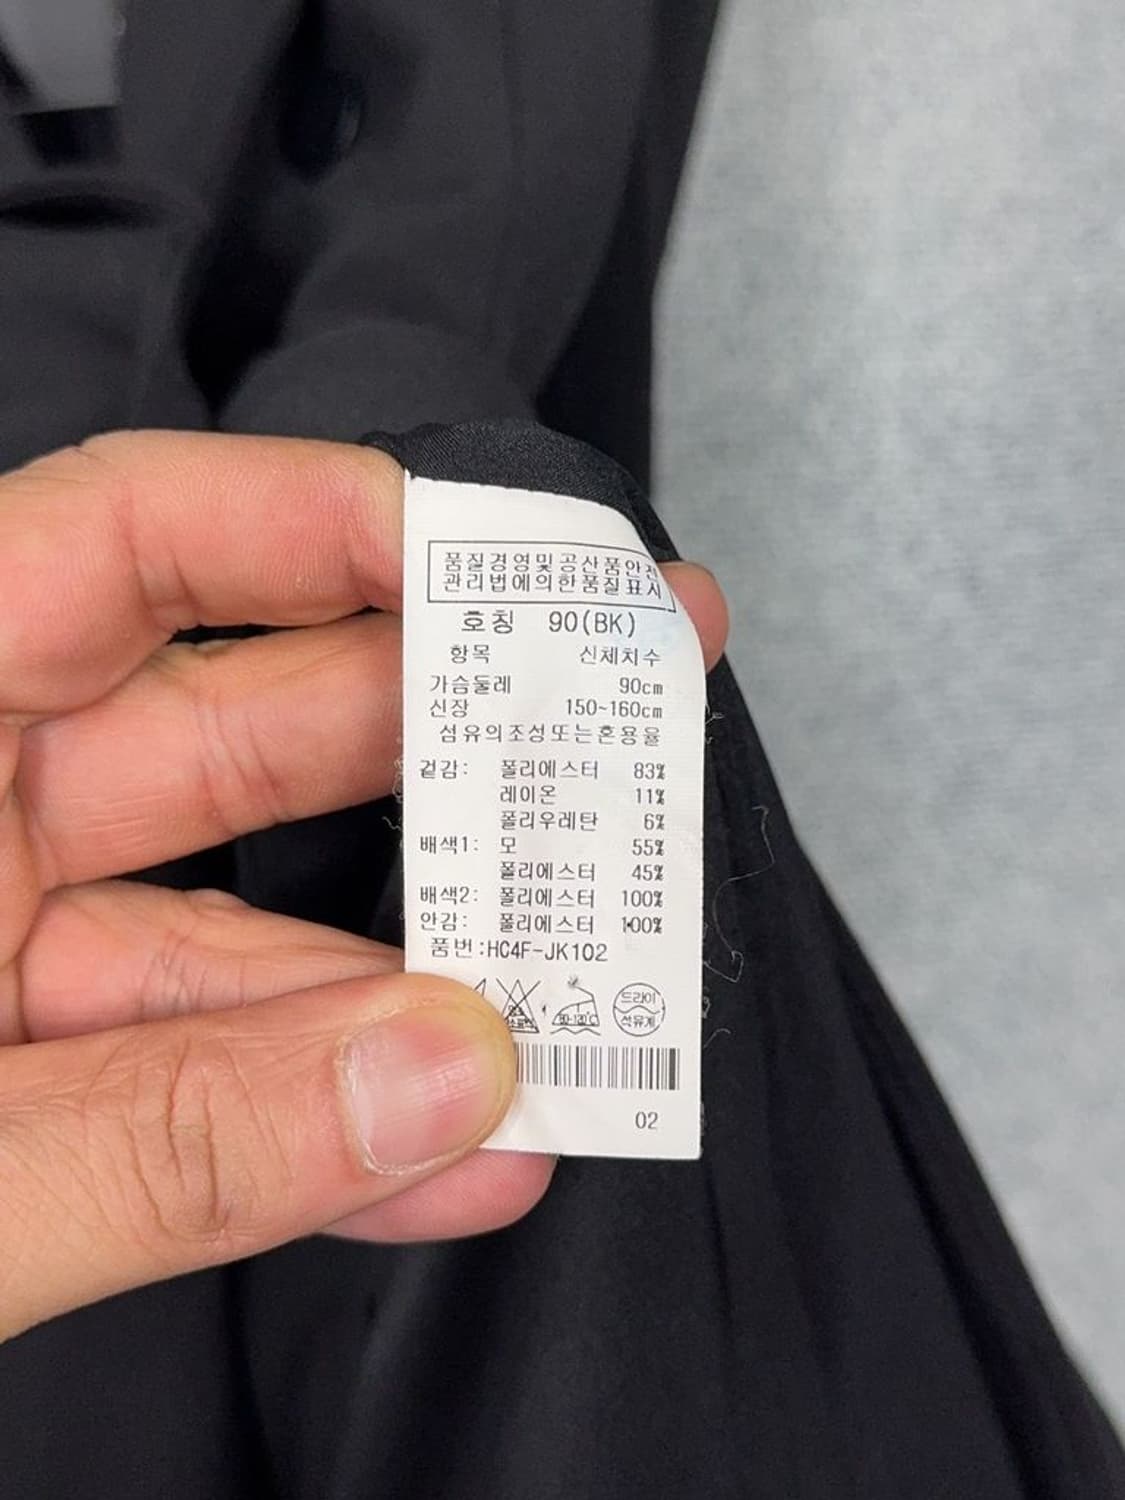 품질경영및공산품안전
관리법에의한품질표시
호칭 90(BK)
항목 신체치수
가슴둘레 90cm
신장 150~160cm
섬유의조성또는혼용율
겉감: 폴리에스터 83%
레이온 11%
폴리우레탄 6%
배색1: 모 55%
폴리에스터 45%
배색2: 폴리에스터 100%
안감: 폴리에스터 100%
품번:HC4F-JK102
80-120℃
드라이
석유계
02